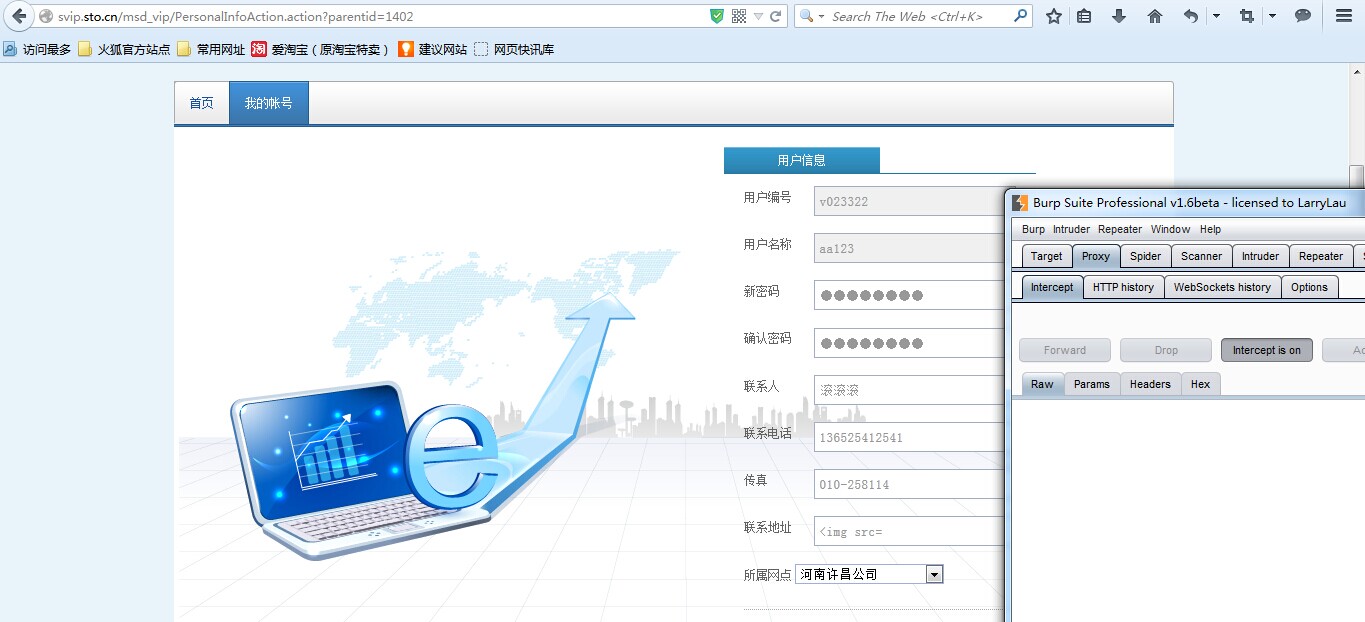 svip.sto.cn/msd_vip/PersonalInfoAction.action?parentid=1402
Search The Web <Ctrl+K>
访问最多 火狐官方站点 常用网址 淘 爱淘宝（原淘宝特卖） 建议网站 网页快讯库
首页 我的帐号
用户信息
用户编号 v023322
用户名称 aa123
新密码 ●●●●●●●●
确认密码 ●●●●●●●●
联系人 滚滚滚
联系电话 136525412541
传真 010-258114
联系地址 <img src=
所属网点 河南许昌公司
Burp Suite Professional v1.6beta - licensed to LarryLau
Burp Intruder Repeater Window Help
Target Proxy Spider Scanner Intruder Repeater
Intercept HTTP history WebSockets history Options
Forward Drop Intercept is on Ac
Raw Params Headers Hex